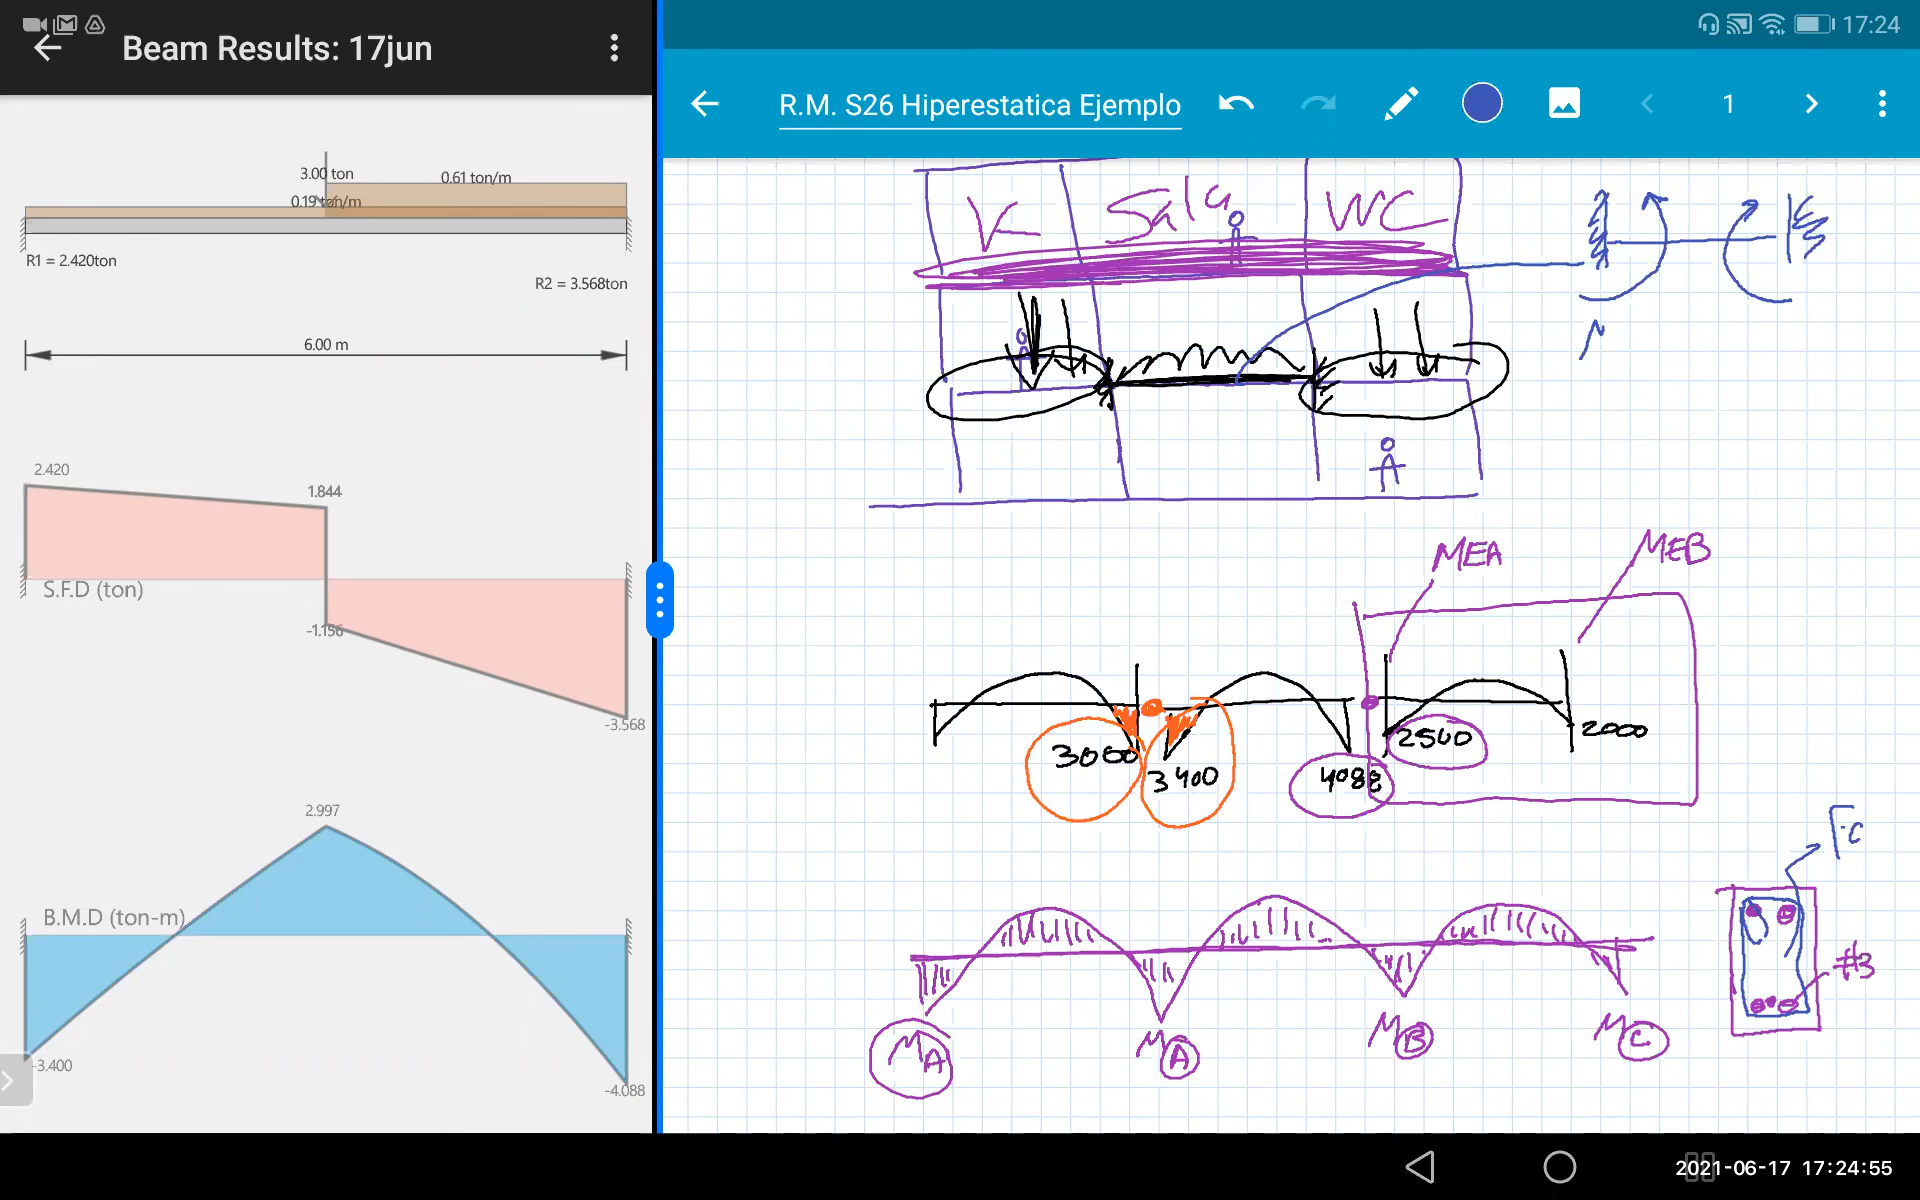 Beam Results: 17jun
3.00 ton
0.61 ton/m
0.19 ton/m
R1 = 2.420ton
R2 = 3.568ton
6.00 m
2.420
1.844
S.F.D (ton)
-1.156
-3.568
2.997
B.M.D (ton-m)
-3.400
-4.088
17:24
R.M. S26 Hiperestatica Ejemplo
1
K Sala WC
MEA
MEB
3000
3400
4088
2560
2000
MA
MA
MB
MC
#3
2021-06-17 17:24:55